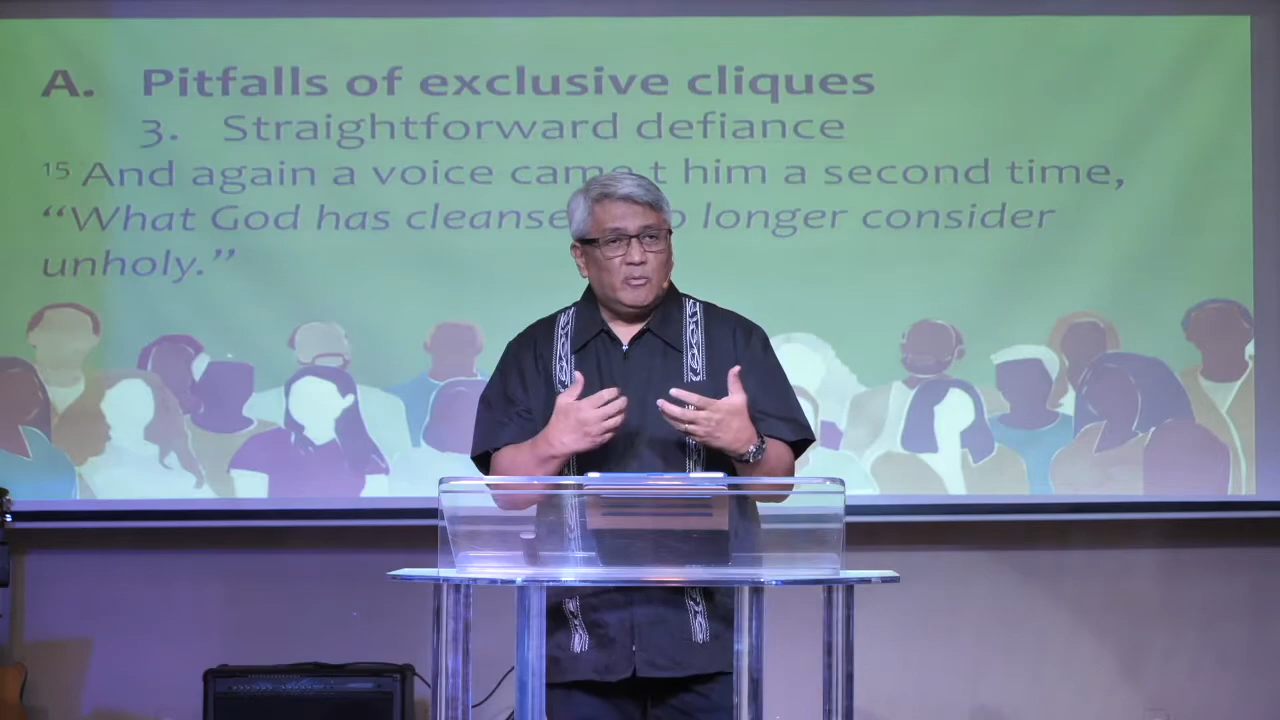 A. Pitfalls of exclusive cliques
3. Straightforward defiance
15 And again a voice came t him a second time,
“What God has cleanse o longer consider
unholy.”